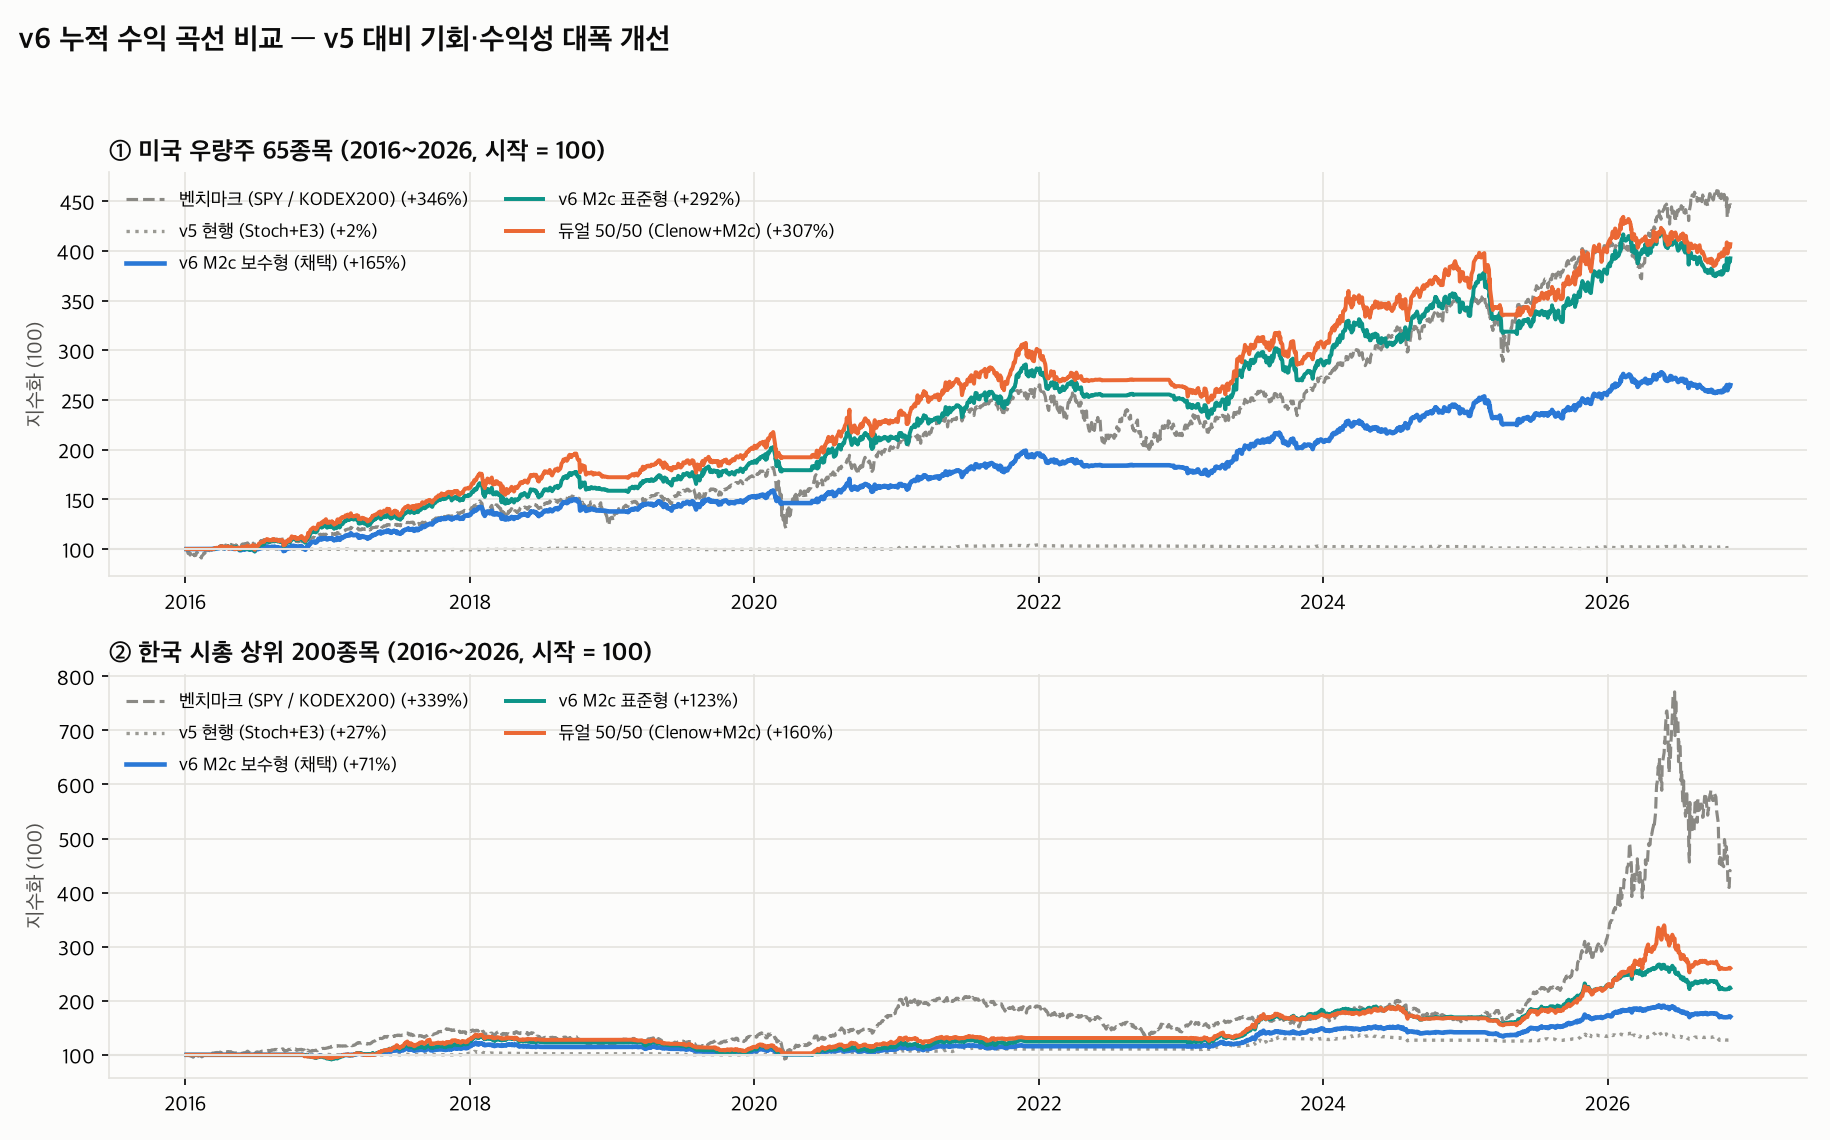 v6 누적 수익 곡선 비교 — v5 대비 기회·수익성 대폭 개선
① 미국 우량주 65종목 (2016~2026, 시작 = 100)
벤치마크 (SPY / KODEX200) (+346%)
v5 현행 (Stoch+E3) (+2%)
v6 M2c 보수형 (채택) (+165%)
v6 M2c 표준형 (+292%)
듀얼 50/50 (Clenow+M2c) (+307%)
지수화 (100)
450
400
350
300
250
200
150
100
2016 2018 2020 2022 2024 2026
② 한국 시총 상위 200종목 (2016~2026, 시작 = 100)
벤치마크 (SPY / KODEX200) (+339%)
v5 현행 (Stoch+E3) (+27%)
v6 M2c 보수형 (채택) (+71%)
v6 M2c 표준형 (+123%)
듀얼 50/50 (Clenow+M2c) (+160%)
지수화 (100)
800
700
600
500
400
300
200
100
2016 2018 2020 2022 2024 2026